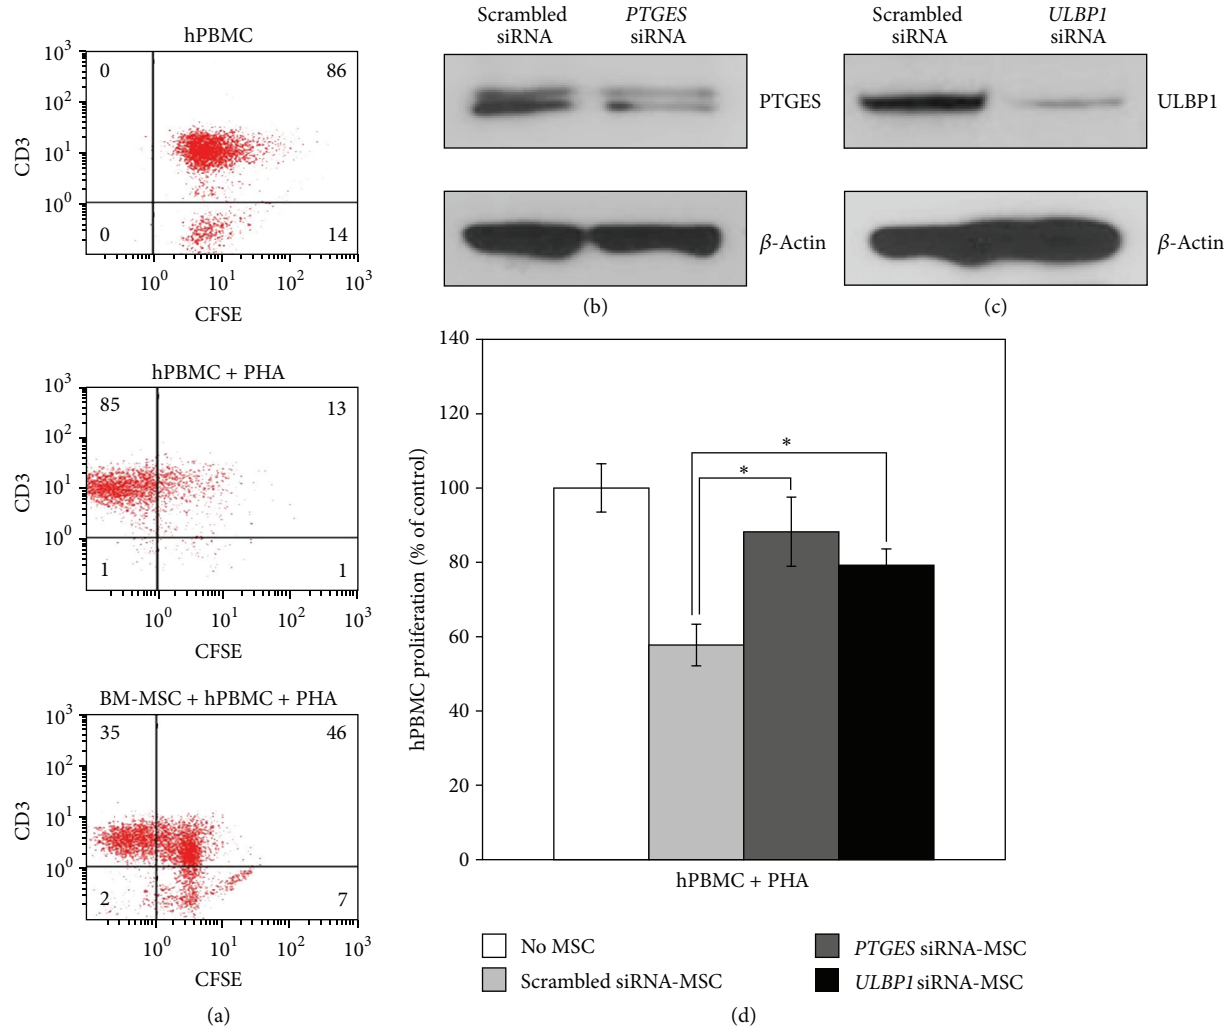 hPBMC
10³
10²
10¹
10⁰
CD3
0
86
0
14
10⁰ 10¹ 10² 10³
CFSE
hPBMC + PHA
10³
10²
10¹
10⁰
CD3
85
13
1
1
10⁰ 10¹ 10² 10³
CFSE
BM-MSC + hPBMC + PHA
10³
10²
10¹
10⁰
CD3
35
46
2
7
10⁰ 10¹ 10² 10³
CFSE
(a)
Scrambled siRNA
PTGES siRNA
PTGES
β-Actin
(b)
Scrambled siRNA
ULBP1 siRNA
ULBP1
β-Actin
(c)
hPBMC proliferation (% of control)
140
120
100
80
60
40
20
0
*
*
hPBMC + PHA
No MSC
Scrambled siRNA-MSC
PTGES siRNA-MSC
ULBP1 siRNA-MSC
(d)